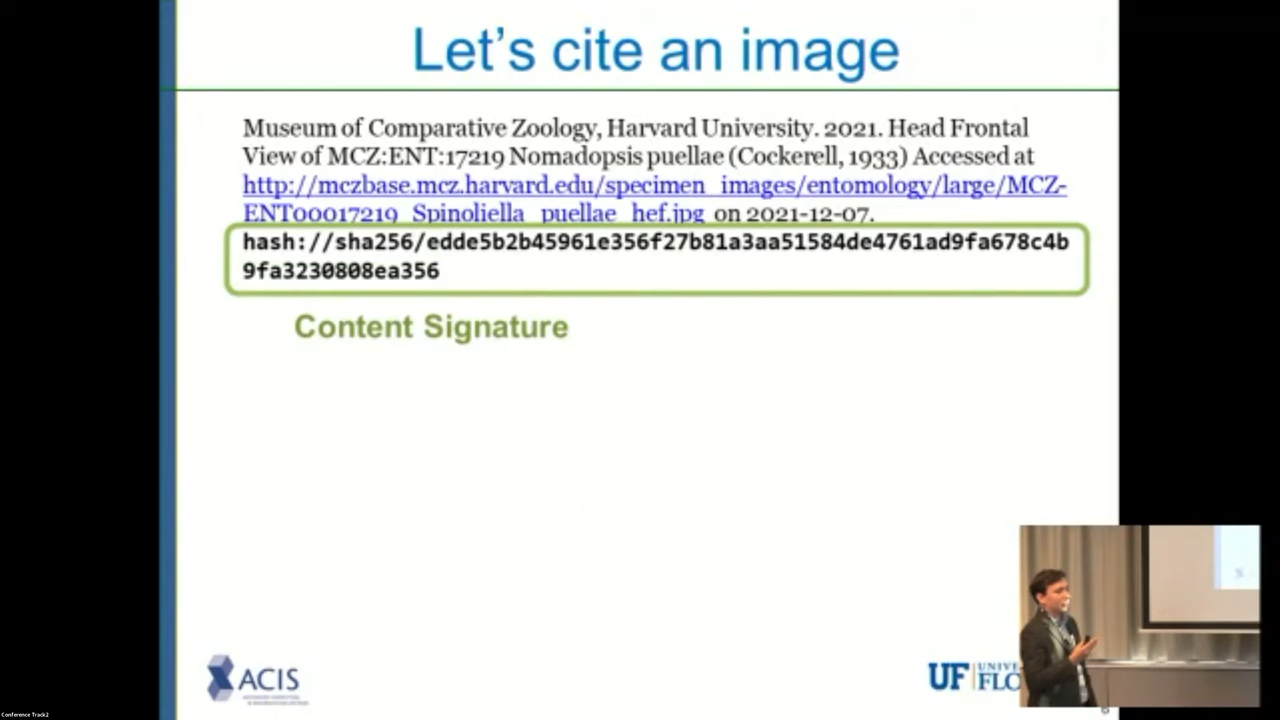 Let's cite an image
Museum of Comparative Zoology, Harvard University. 2021. Head Frontal
View of MCZ:ENT:17219 Nomadopsis puellae (Cockerell, 1933) Accessed at
http://mczbase.mcz.harvard.edu/specimen_images/entomology/large/MCZ-
ENT00017219_Spinoliella_puellae_hef.jpg on 2021-12-07.
hash://sha256/edde5b2b45961e356f27b81a3aa51584de4761ad9fa678c4b
9fa3230808ea356
Content Signature
ACIS
UF UNIVE
FLO
Conference Track2